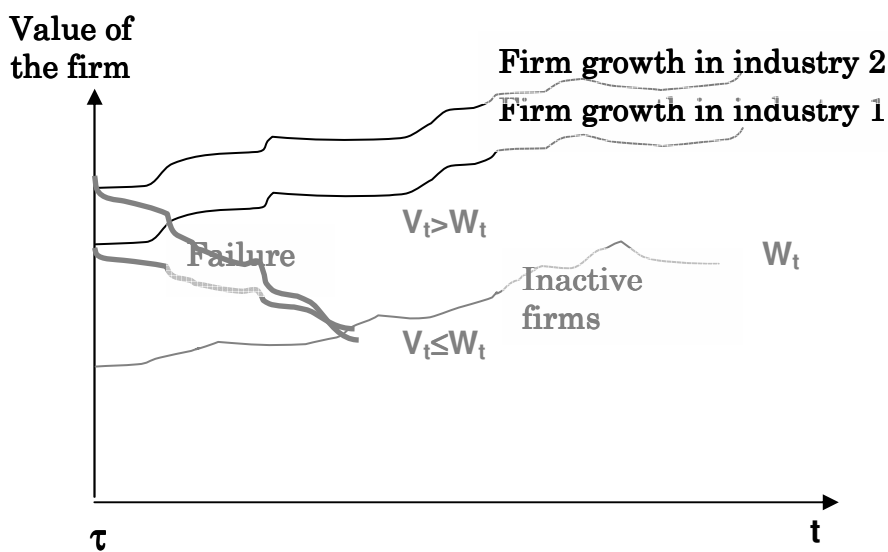 Value of
the firm
Firm growth in industry 2
Firm growth in industry 1
Vt>Wt
Failure
Wt
Inactive
firms
Vt≤Wt
τ
t